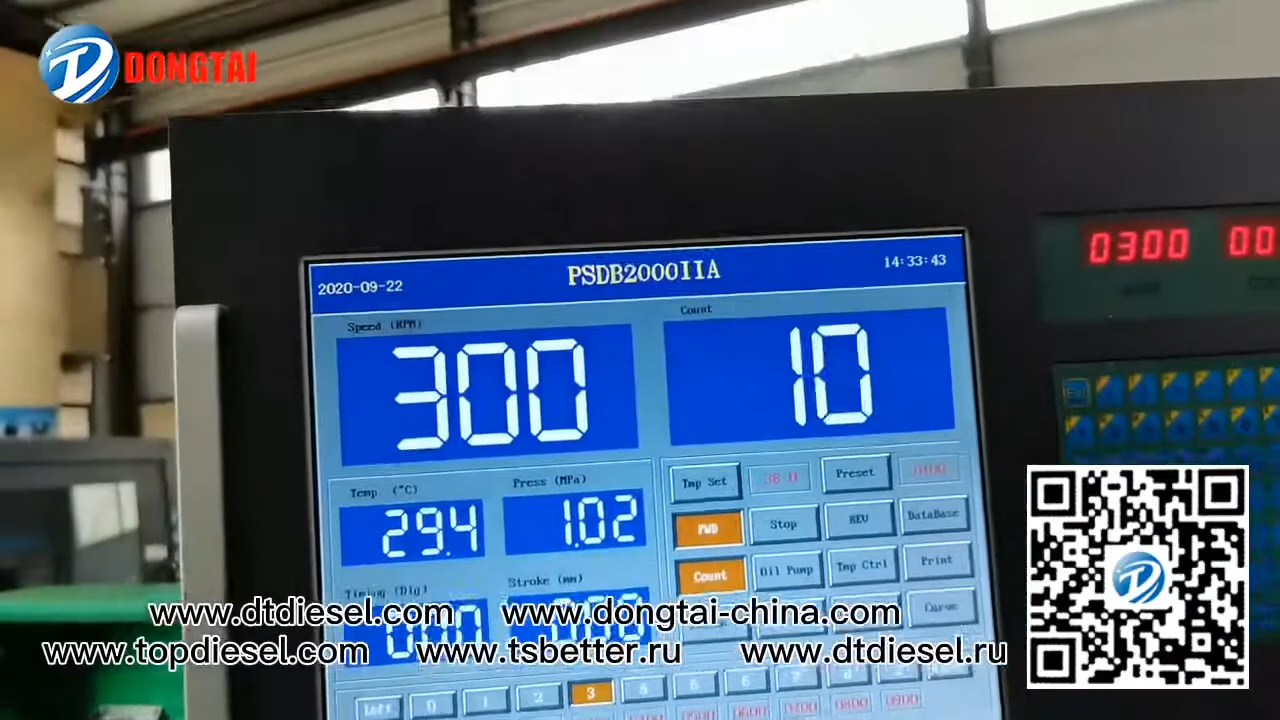 DONGTAI
2020-09-22 PSDB2000IIA 14:33:43
0300 00
Speed (RPM) Count
300 10
Temp (°C) Press (MPa)
29.4 1.02
Tmp Set Preset
FWD Stop REV DataBase
Count Oil Pump Tmp Ctrl Print
Timing (Dig) Stroke (mm)
0.00
Curve
0 1 2 3 4 5 6 7 8
www.dtdiesel.com www.dongtai-china.com
www.topdiesel.com www.tsbetter.ru www.dtdiesel.ru